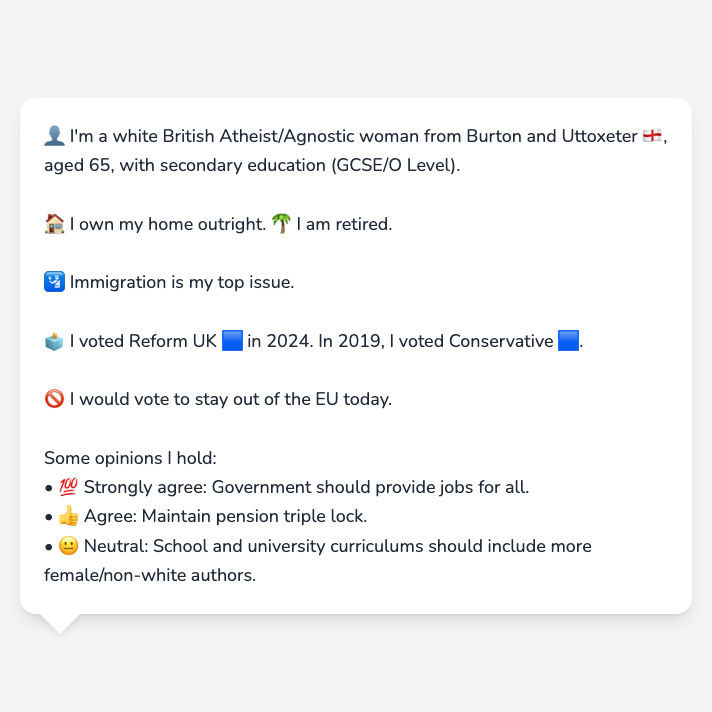 👤 I'm a white British Atheist/Agnostic woman from Burton and Uttoxeter 🏴󠁧󠁢󠁥󠁮󠁧󠁿,
aged 65, with secondary education (GCSE/O Level).
🏠 I own my home outright. 🌴 I am retired.
🛂 Immigration is my top issue.
🗳️ I voted Reform UK 🟦 in 2024. In 2019, I voted Conservative 🟦.
🚫 I would vote to stay out of the EU today.
Some opinions I hold:
• 💯 Strongly agree: Government should provide jobs for all.
• 👍 Agree: Maintain pension triple lock.
• 😐 Neutral: School and university curriculums should include more
female/non-white authors.